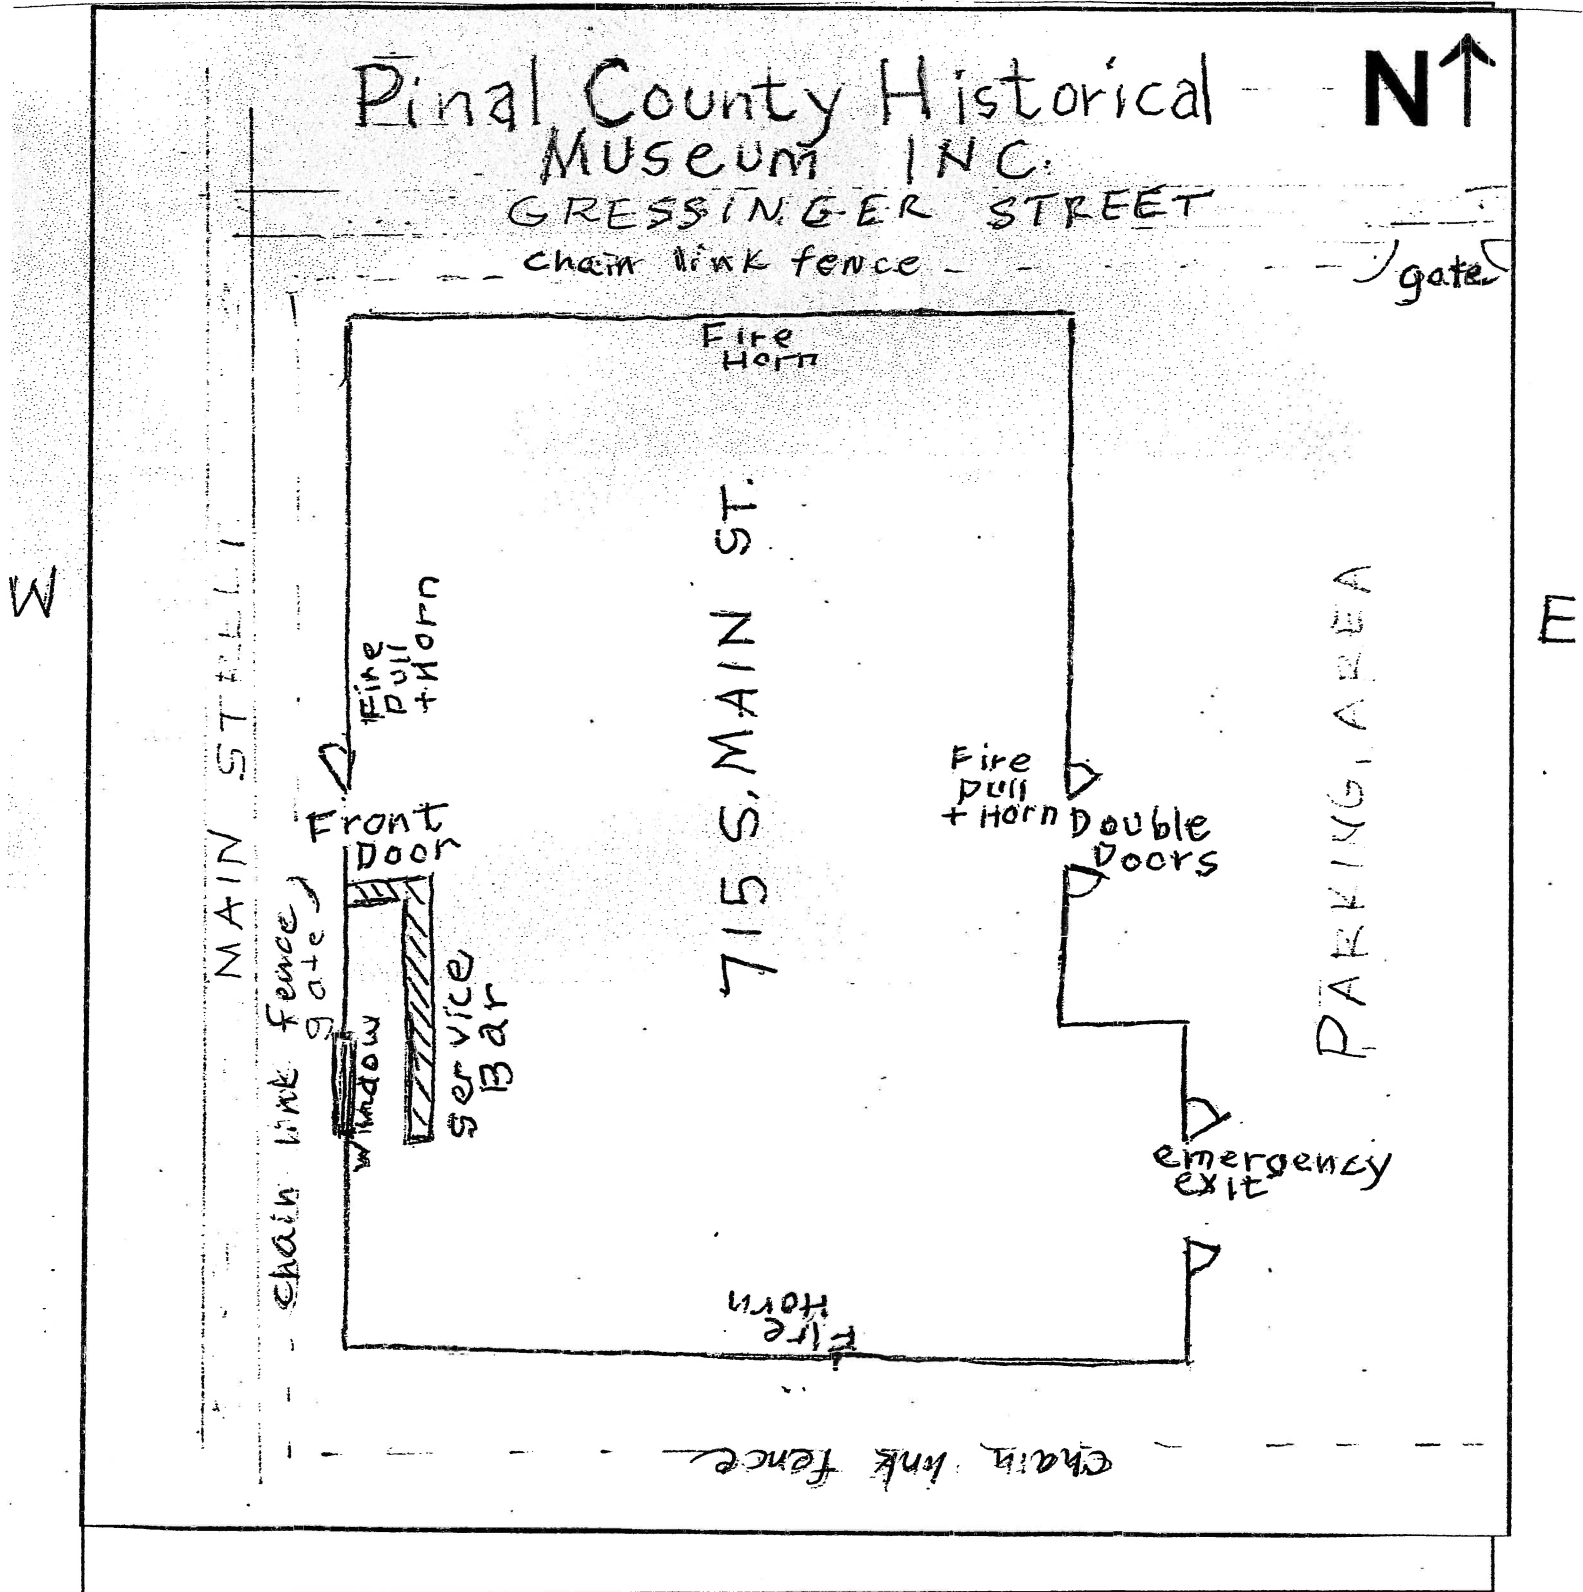 Pinal County Historical
Museum INC.
N
GRESSINGER STREET
chain link fence
gate
Fire
Horn
W
E
MAIN STREET
Fire
Pull
+ Horn
715 S. MAIN ST.
PARKING AREA
Fire
Pull
+ Horn
Double
Doors
Front
Door
chain link fence
gate
window
service
Bar
emergency
exit
Fire
Horn
chain link fence